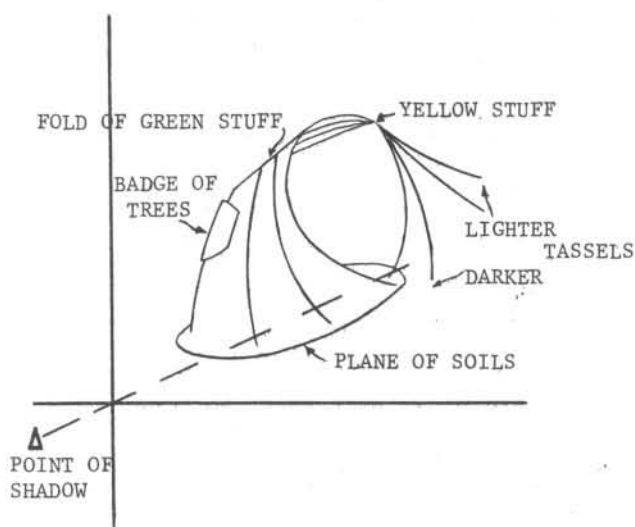 YELLOW STUFF
FOLD OF GREEN STUFF
BADGE OF
TREES
LIGHTER
TASSELS
DARKER
PLANE OF SOILS
POINT OF
SHADOW